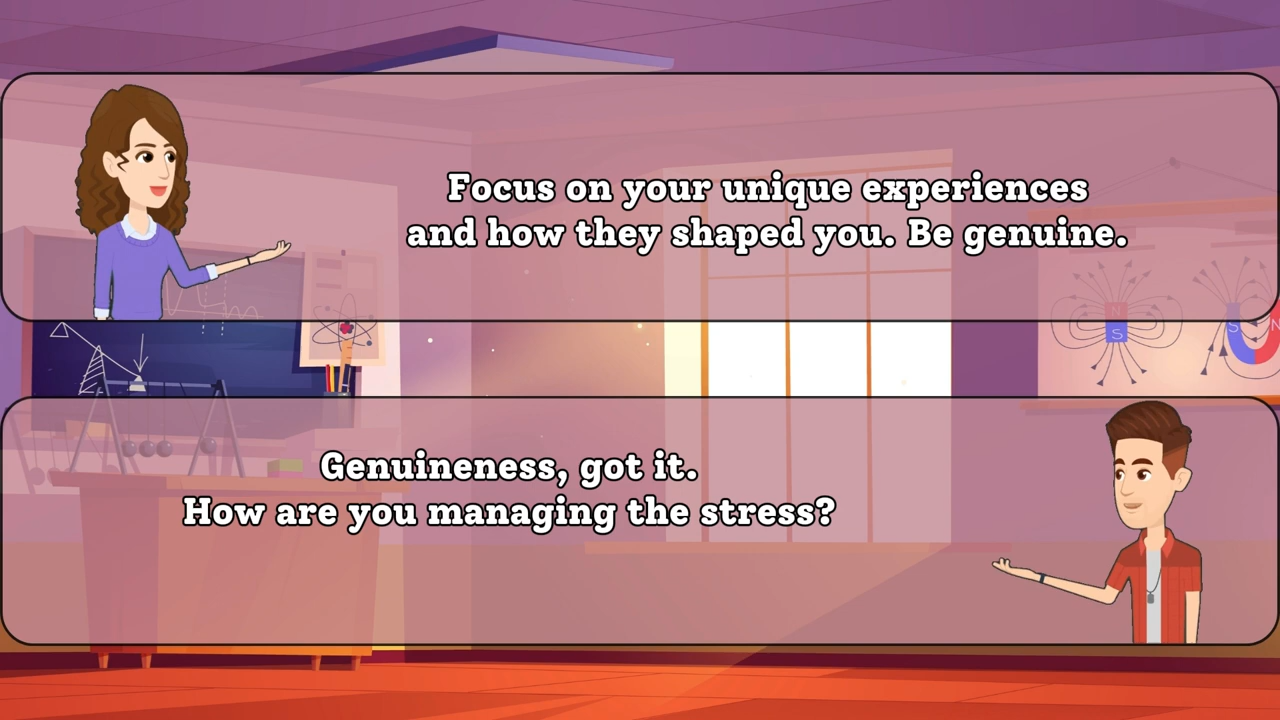 Focus on your unique experiences
and how they shaped you. Be genuine.
N
S
S
N
Genuineness, got it.
How are you managing the stress?